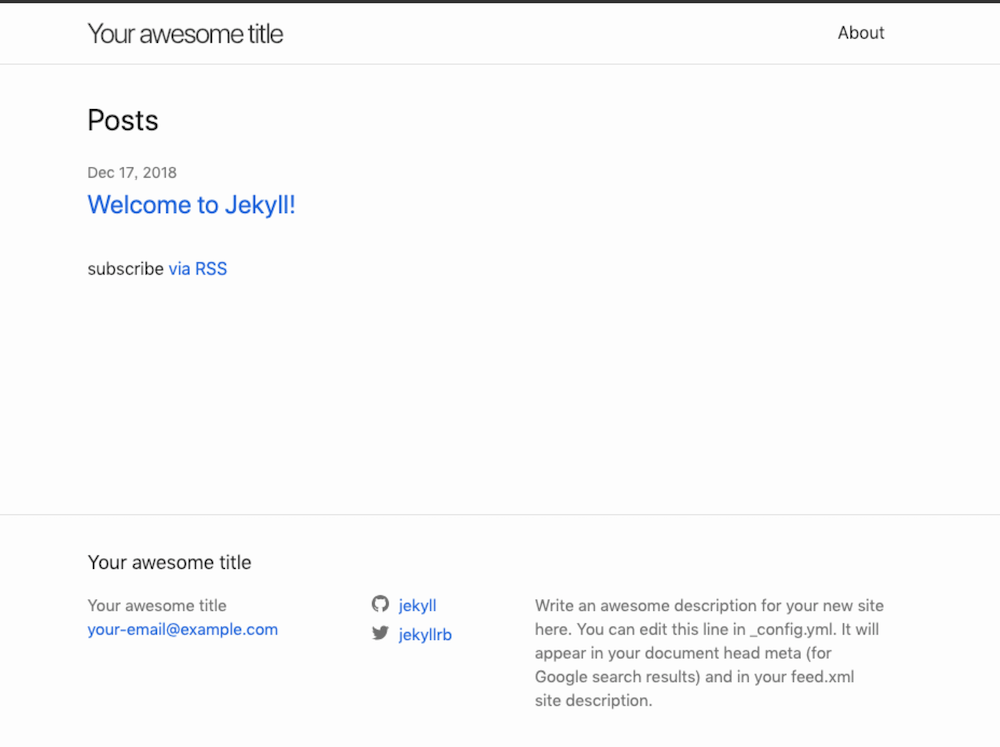 Your awesome title
About
Posts
Dec 17, 2018
Welcome to Jekyll!
subscribe via RSS
Your awesome title
Your awesome title
your-email@example.com
jekyll
jekyllrb
Write an awesome description for your new site
here. You can edit this line in _config.yml. It will
appear in your document head meta (for
Google search results) and in your feed.xml
site description.